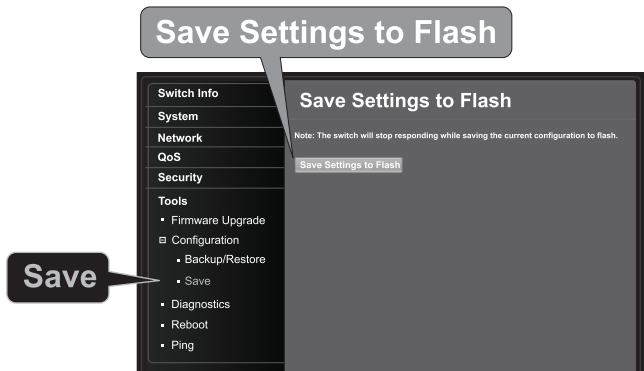 Save Settings to Flash
Switch Info
System
Network
QoS
Security
Tools
Firmware Upgrade
Configuration
Backup/Restore
Save
Diagnostics
Reboot
Ping
Save
Save Settings to Flash
Note: The switch will stop responding while saving the current configuration to flash.
Save Settings to Flash